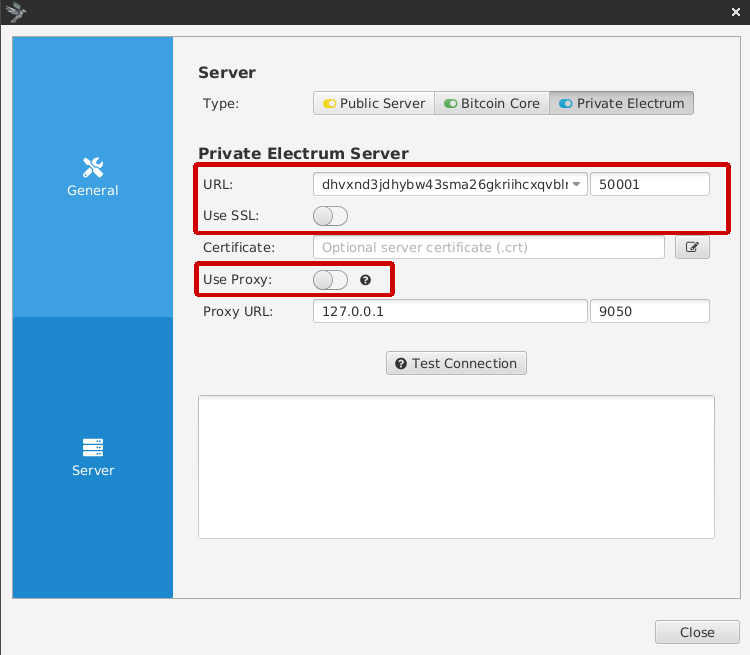 Server
Type: Public Server Bitcoin Core Private Electrum
Private Electrum Server
URL: dhvxnd3jdhybw43sma26gkriihcxqvblr 50001
Use SSL:
Certificate: Optional server certificate (.crt)
Use Proxy: ?
Proxy URL: 127.0.0.1 9050
? Test Connection
General
Server
Close